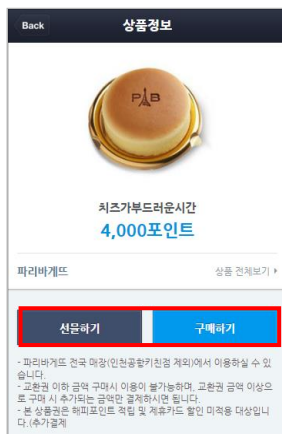 Back
상품정보
PB
치즈가부드러운시간
4,000포인트
파리바게뜨
상품 전체보기
선물하기
구매하기
- 파리바게뜨 전국 매장(인천공항키친점 제외)에서 이용하실 수 있
습니다.
- 교환권 이하 금액 구매시 이용이 불가능하며, 교환권 금액 이상으
로 구매 시 추가되는 금액만 결제하시면 됩니다.
- 본 상품권은 해피포인트 적립 및 제휴카드 할인 미적용 대상입니
다.(추가결제